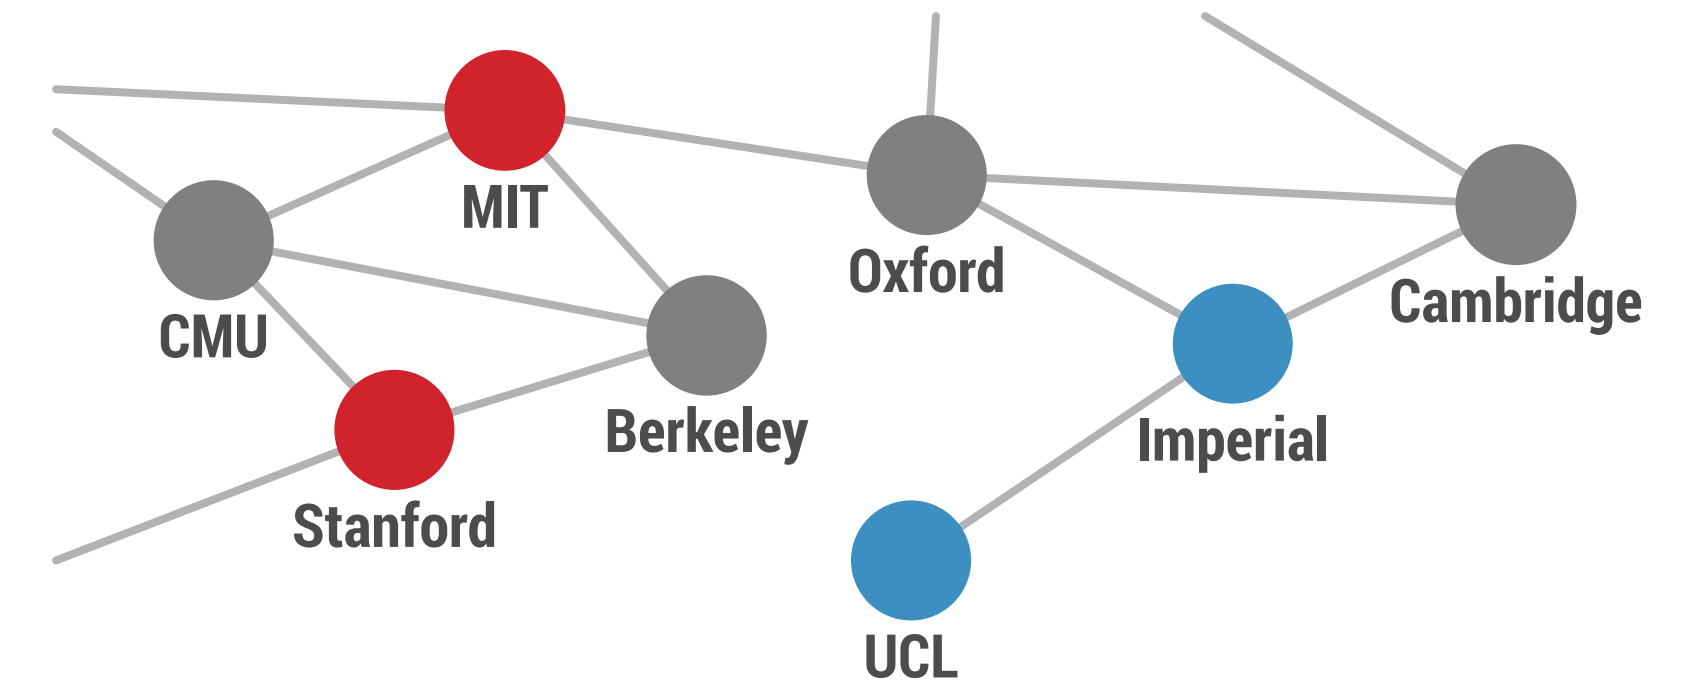 MIT
Oxford
Cambridge
CMU
Berkeley
Imperial
Stanford
UCL